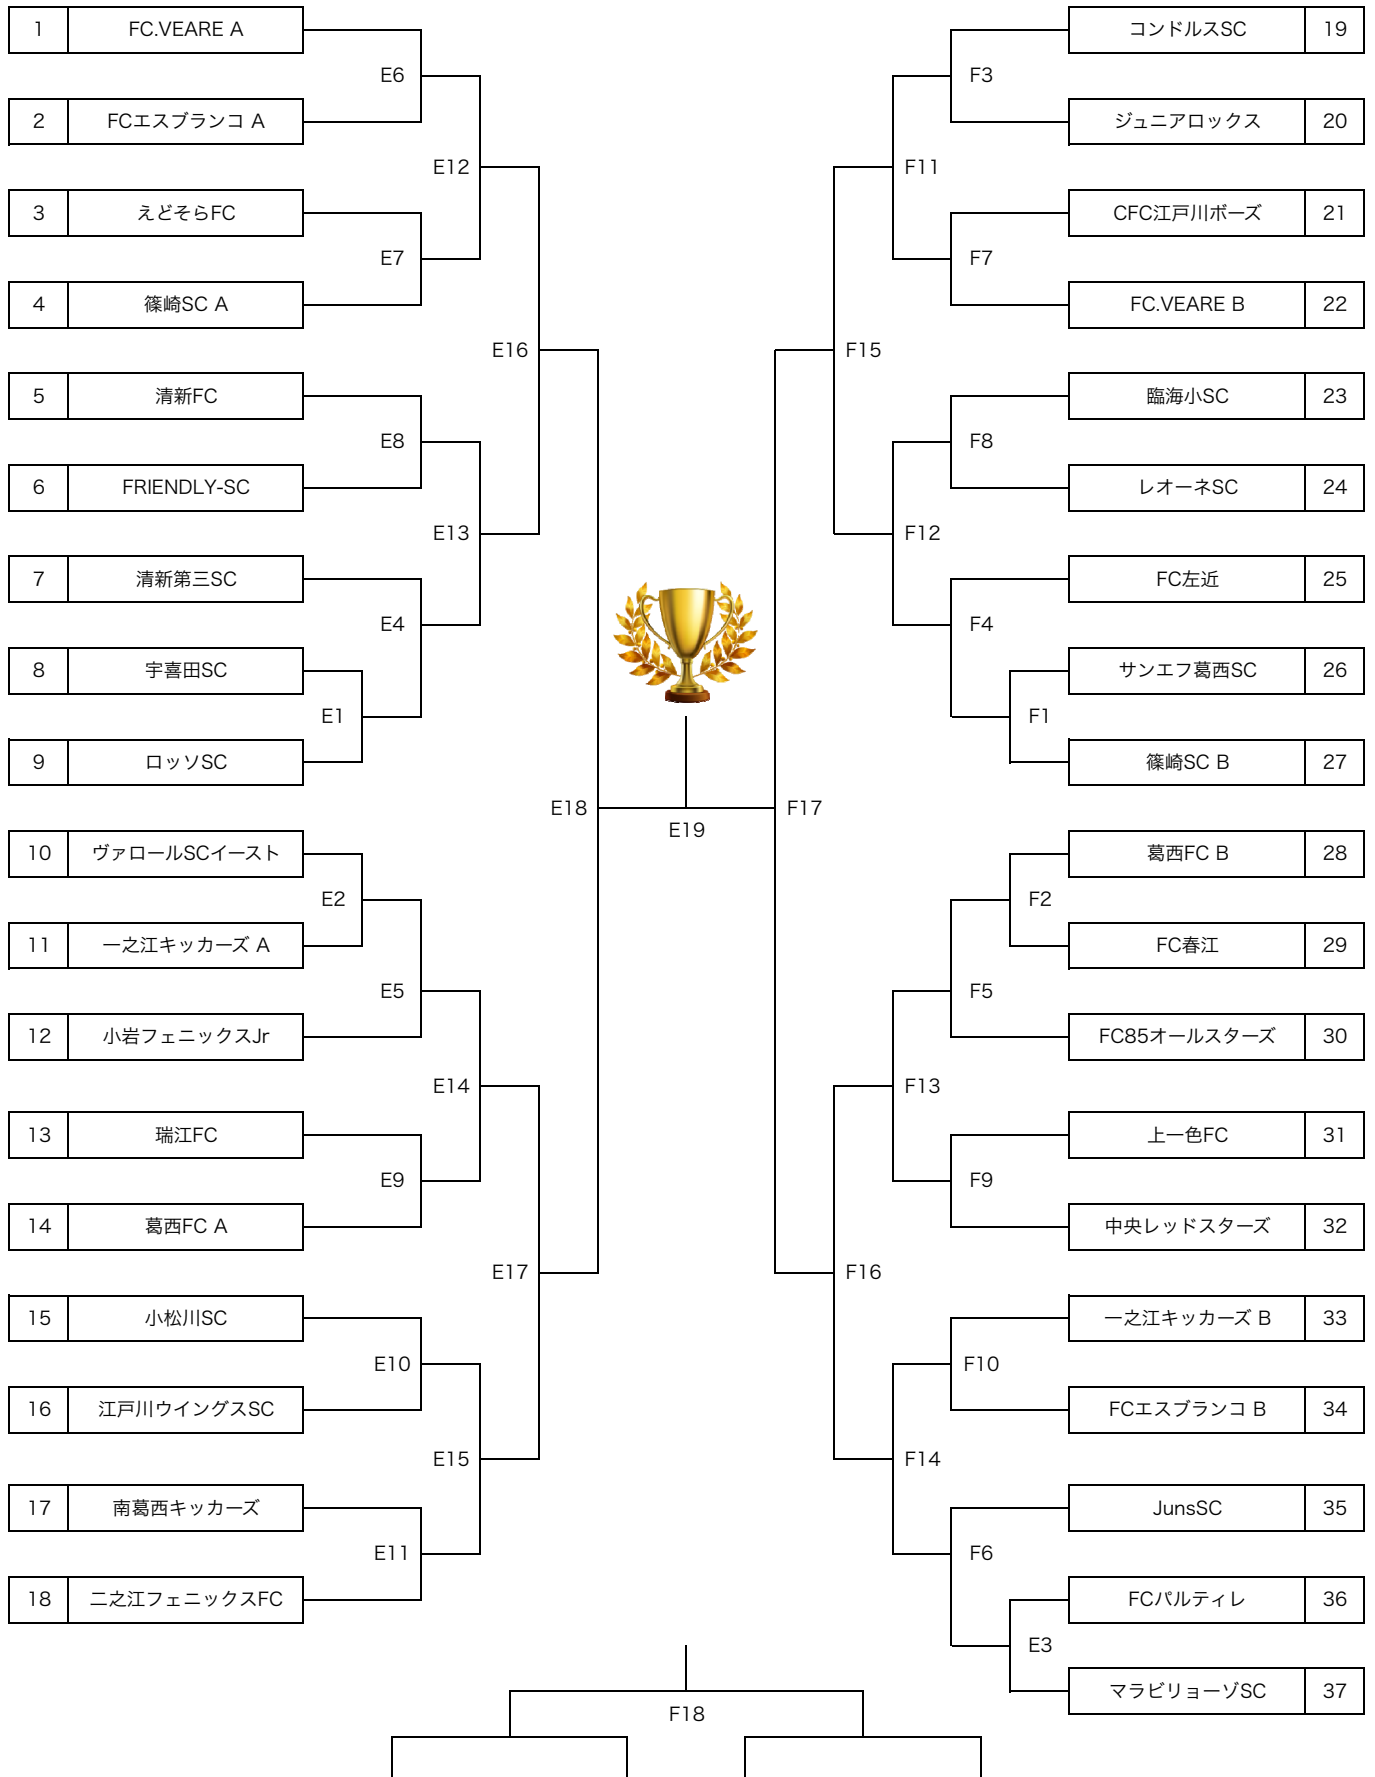 1 FC.VEARE A
E6
2 FCエスブランコ A
E12
3 えどそらFC
E7
4 篠崎SC A
E16
5 清新FC
E8
6 FRIENDLY-SC
E13
7 清新第三SC
E4
8 宇喜田SC
E1
9 ロッソSC
E18
10 ヴァロールSCイースト
E2
11 一之江キッカーズ A
E5
12 小岩フェニックスJr
E14
13 瑞江FC
E9
14 葛西FC A
E17
15 小松川SC
E10
16 江戸川ウイングスSC
E15
17 南葛西キッカーズ
E11
18 二之江フェニックスFC
E19
コンドルスSC 19
F3
ジュニアロックス 20
F11
CFC江戸川ボーズ 21
F7
FC.VEARE B 22
F15
臨海小SC 23
F8
レオーネSC 24
F12
FC左近 25
F4
サンエフ葛西SC 26
F1
篠崎SC B 27
F17
葛西FC B 28
F2
FC春江 29
F5
FC85オールスターズ 30
F13
上一色FC 31
F9
中央レッドスターズ 32
F16
一之江キッカーズ B 33
F10
FCエスブランコ B 34
F14
JunsSC 35
F6
FCパルティレ 36
E3
マラビリョーゾSC 37
F18